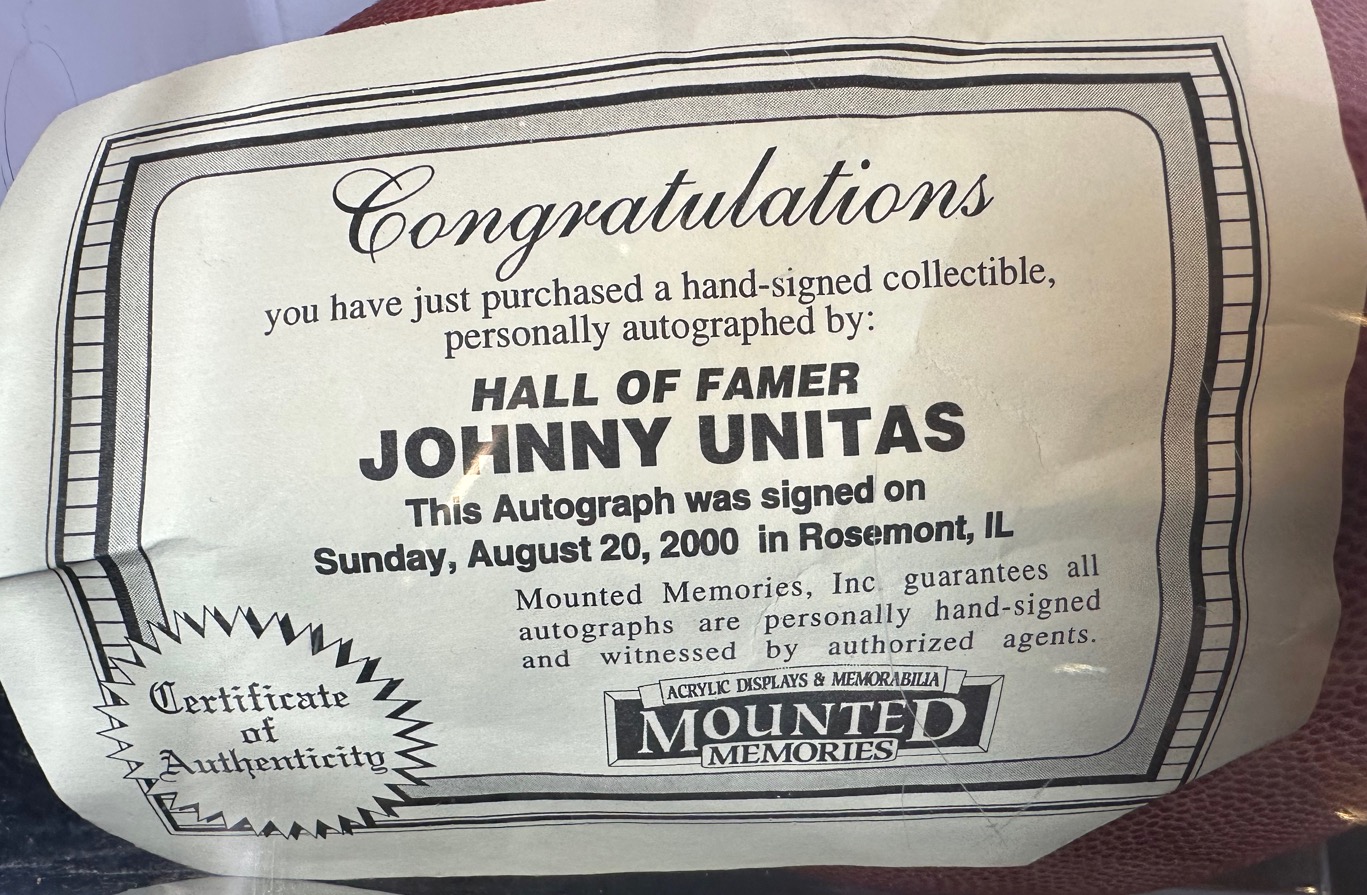 Congratulations
you have just purchased a hand-signed collectible,
personally autographed by:
HALL OF FAMER
JOHNNY UNITAS
This Autograph was signed on
Sunday, August 20, 2000 in Rosemont, IL
Mounted Memories, Inc guarantees all
autographs are personally hand-signed
and witnessed by authorized agents.
Certificate
of
Authenticity
ACRYLIC DISPLAYS & MEMORABILIA
MOUNTED
MEMORIES